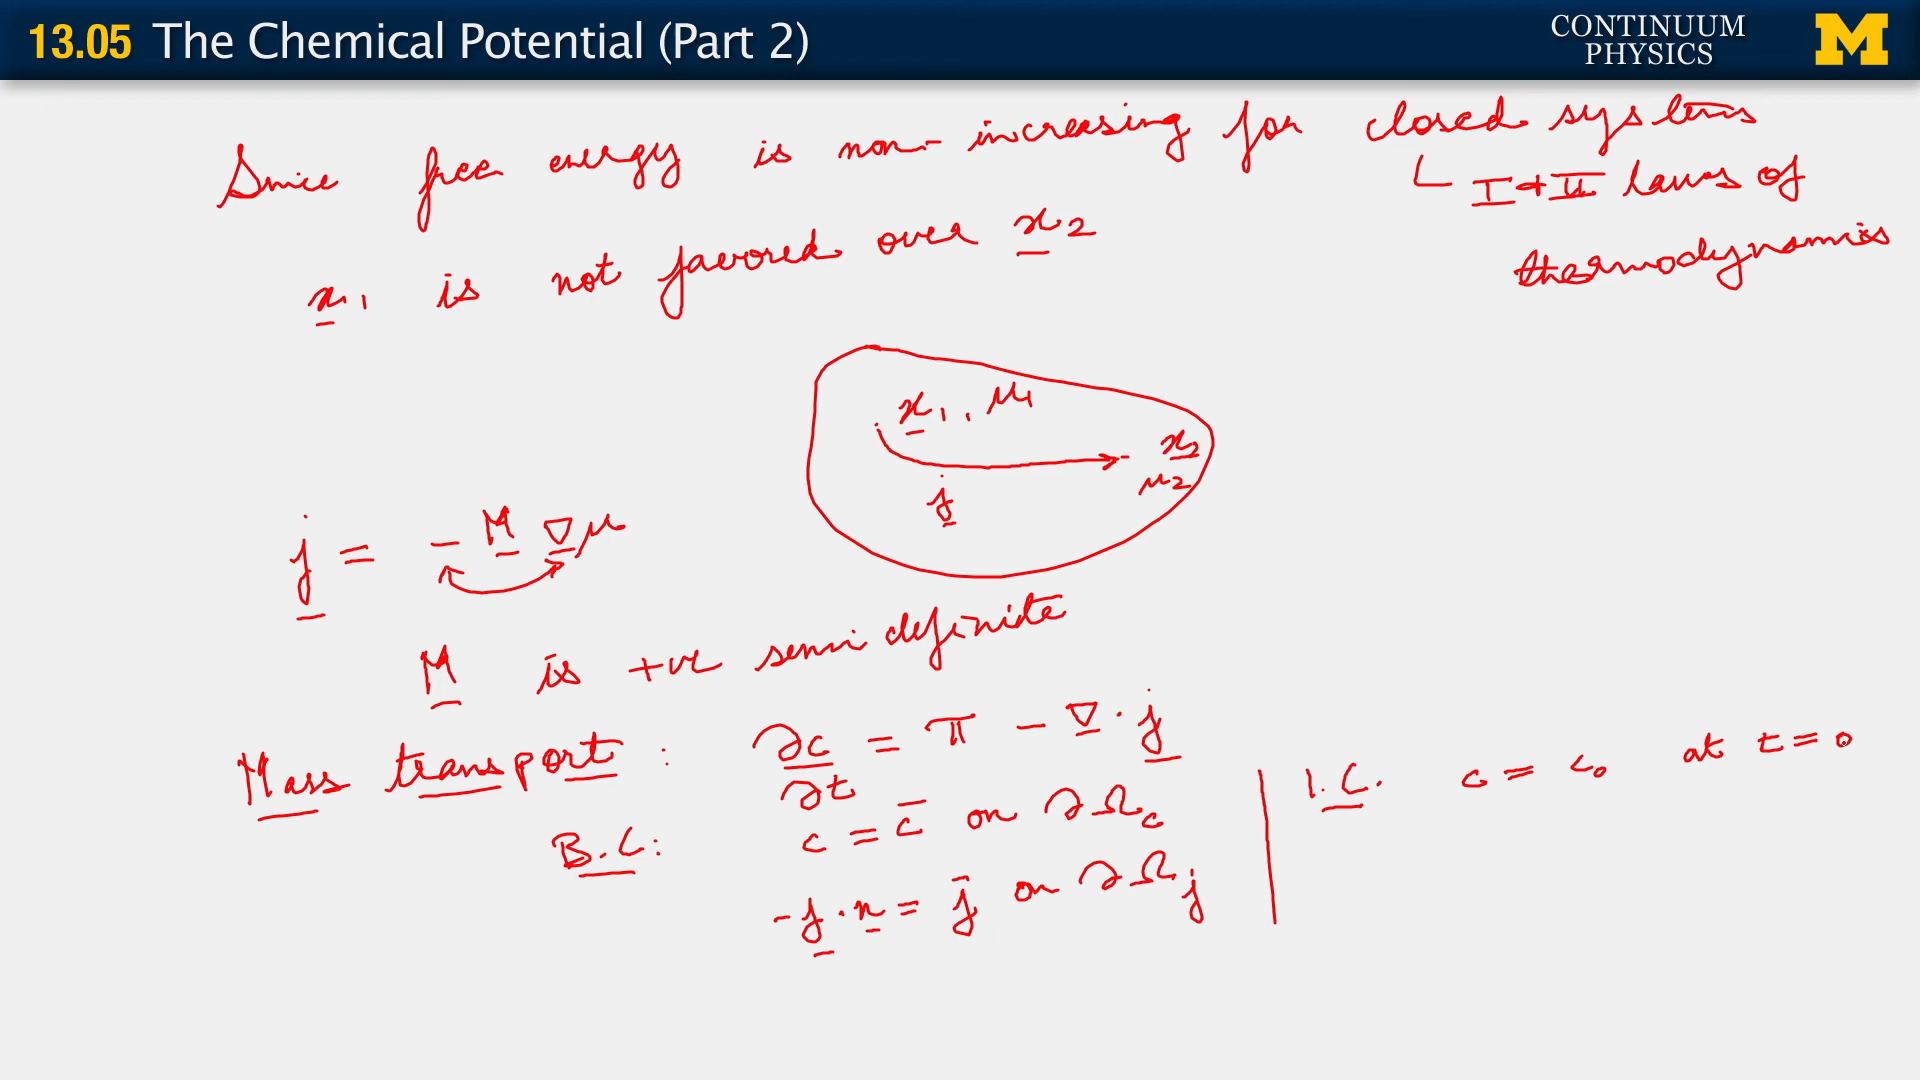 13.05 The Chemical Potential (Part 2)
CONTINUUM PHYSICS
M
Since free energy is non-increasing for closed systems
I + II laws of thermodynamics
x₁ is not favored over x₂
x₁, μ₁
x₂
μ₂
j
j = - M ∇μ
M is +ve semi definite
Mass transport: ∂c/∂t = π - ∇·j
B.C.: c = c̄ on ∂Ω_c
-j·n = j̄ on ∂Ω_j
I.C. c = c₀ at t = 0